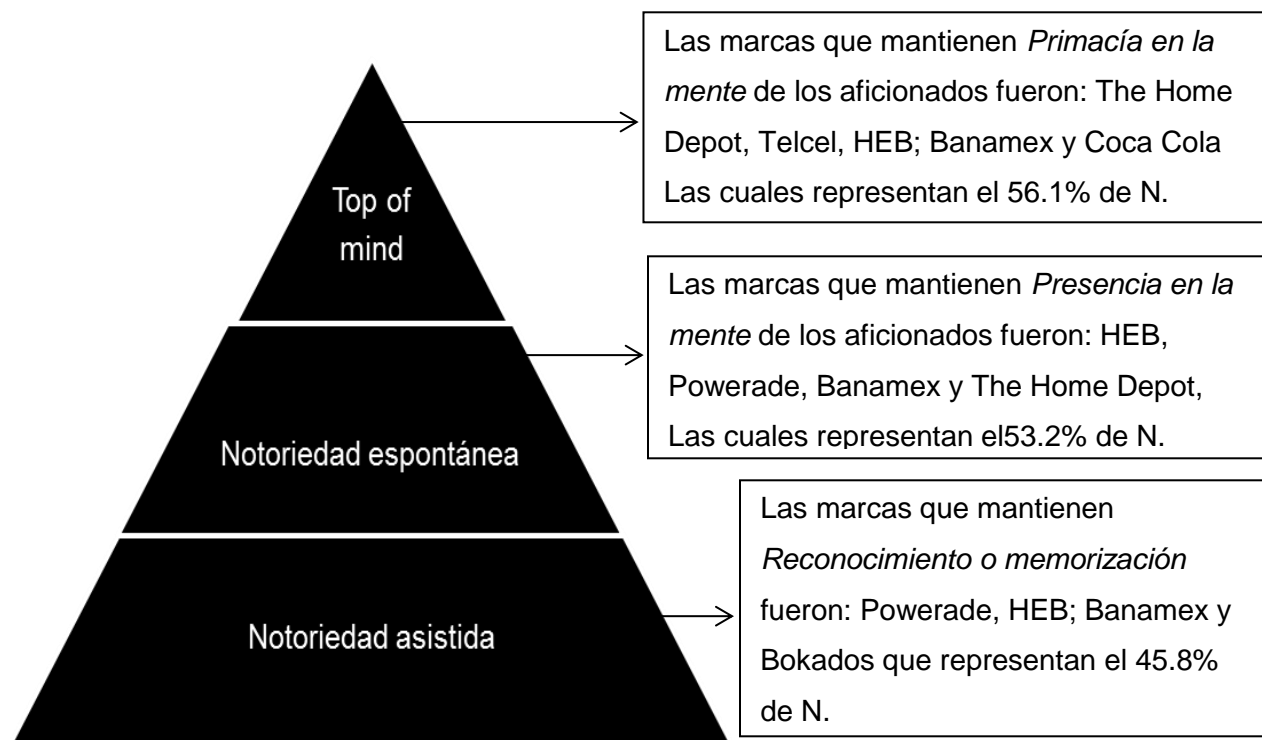 Las marcas que mantienen Primacía en la
mente de los aficionados fueron: The Home
Depot, Telcel, HEB; Banamex y Coca Cola
Las cuales representan el 56.1% de N.
Top of
mind
Las marcas que mantienen Presencia en la
mente de los aficionados fueron: HEB,
Powerade, Banamex y The Home Depot,
Las cuales representan el53.2% de N.
Notoriedad espontánea
Las marcas que mantienen
Reconocimiento o memorización
fueron: Powerade, HEB; Banamex y
Bokados que representan el 45.8%
de N.
Notoriedad asistida